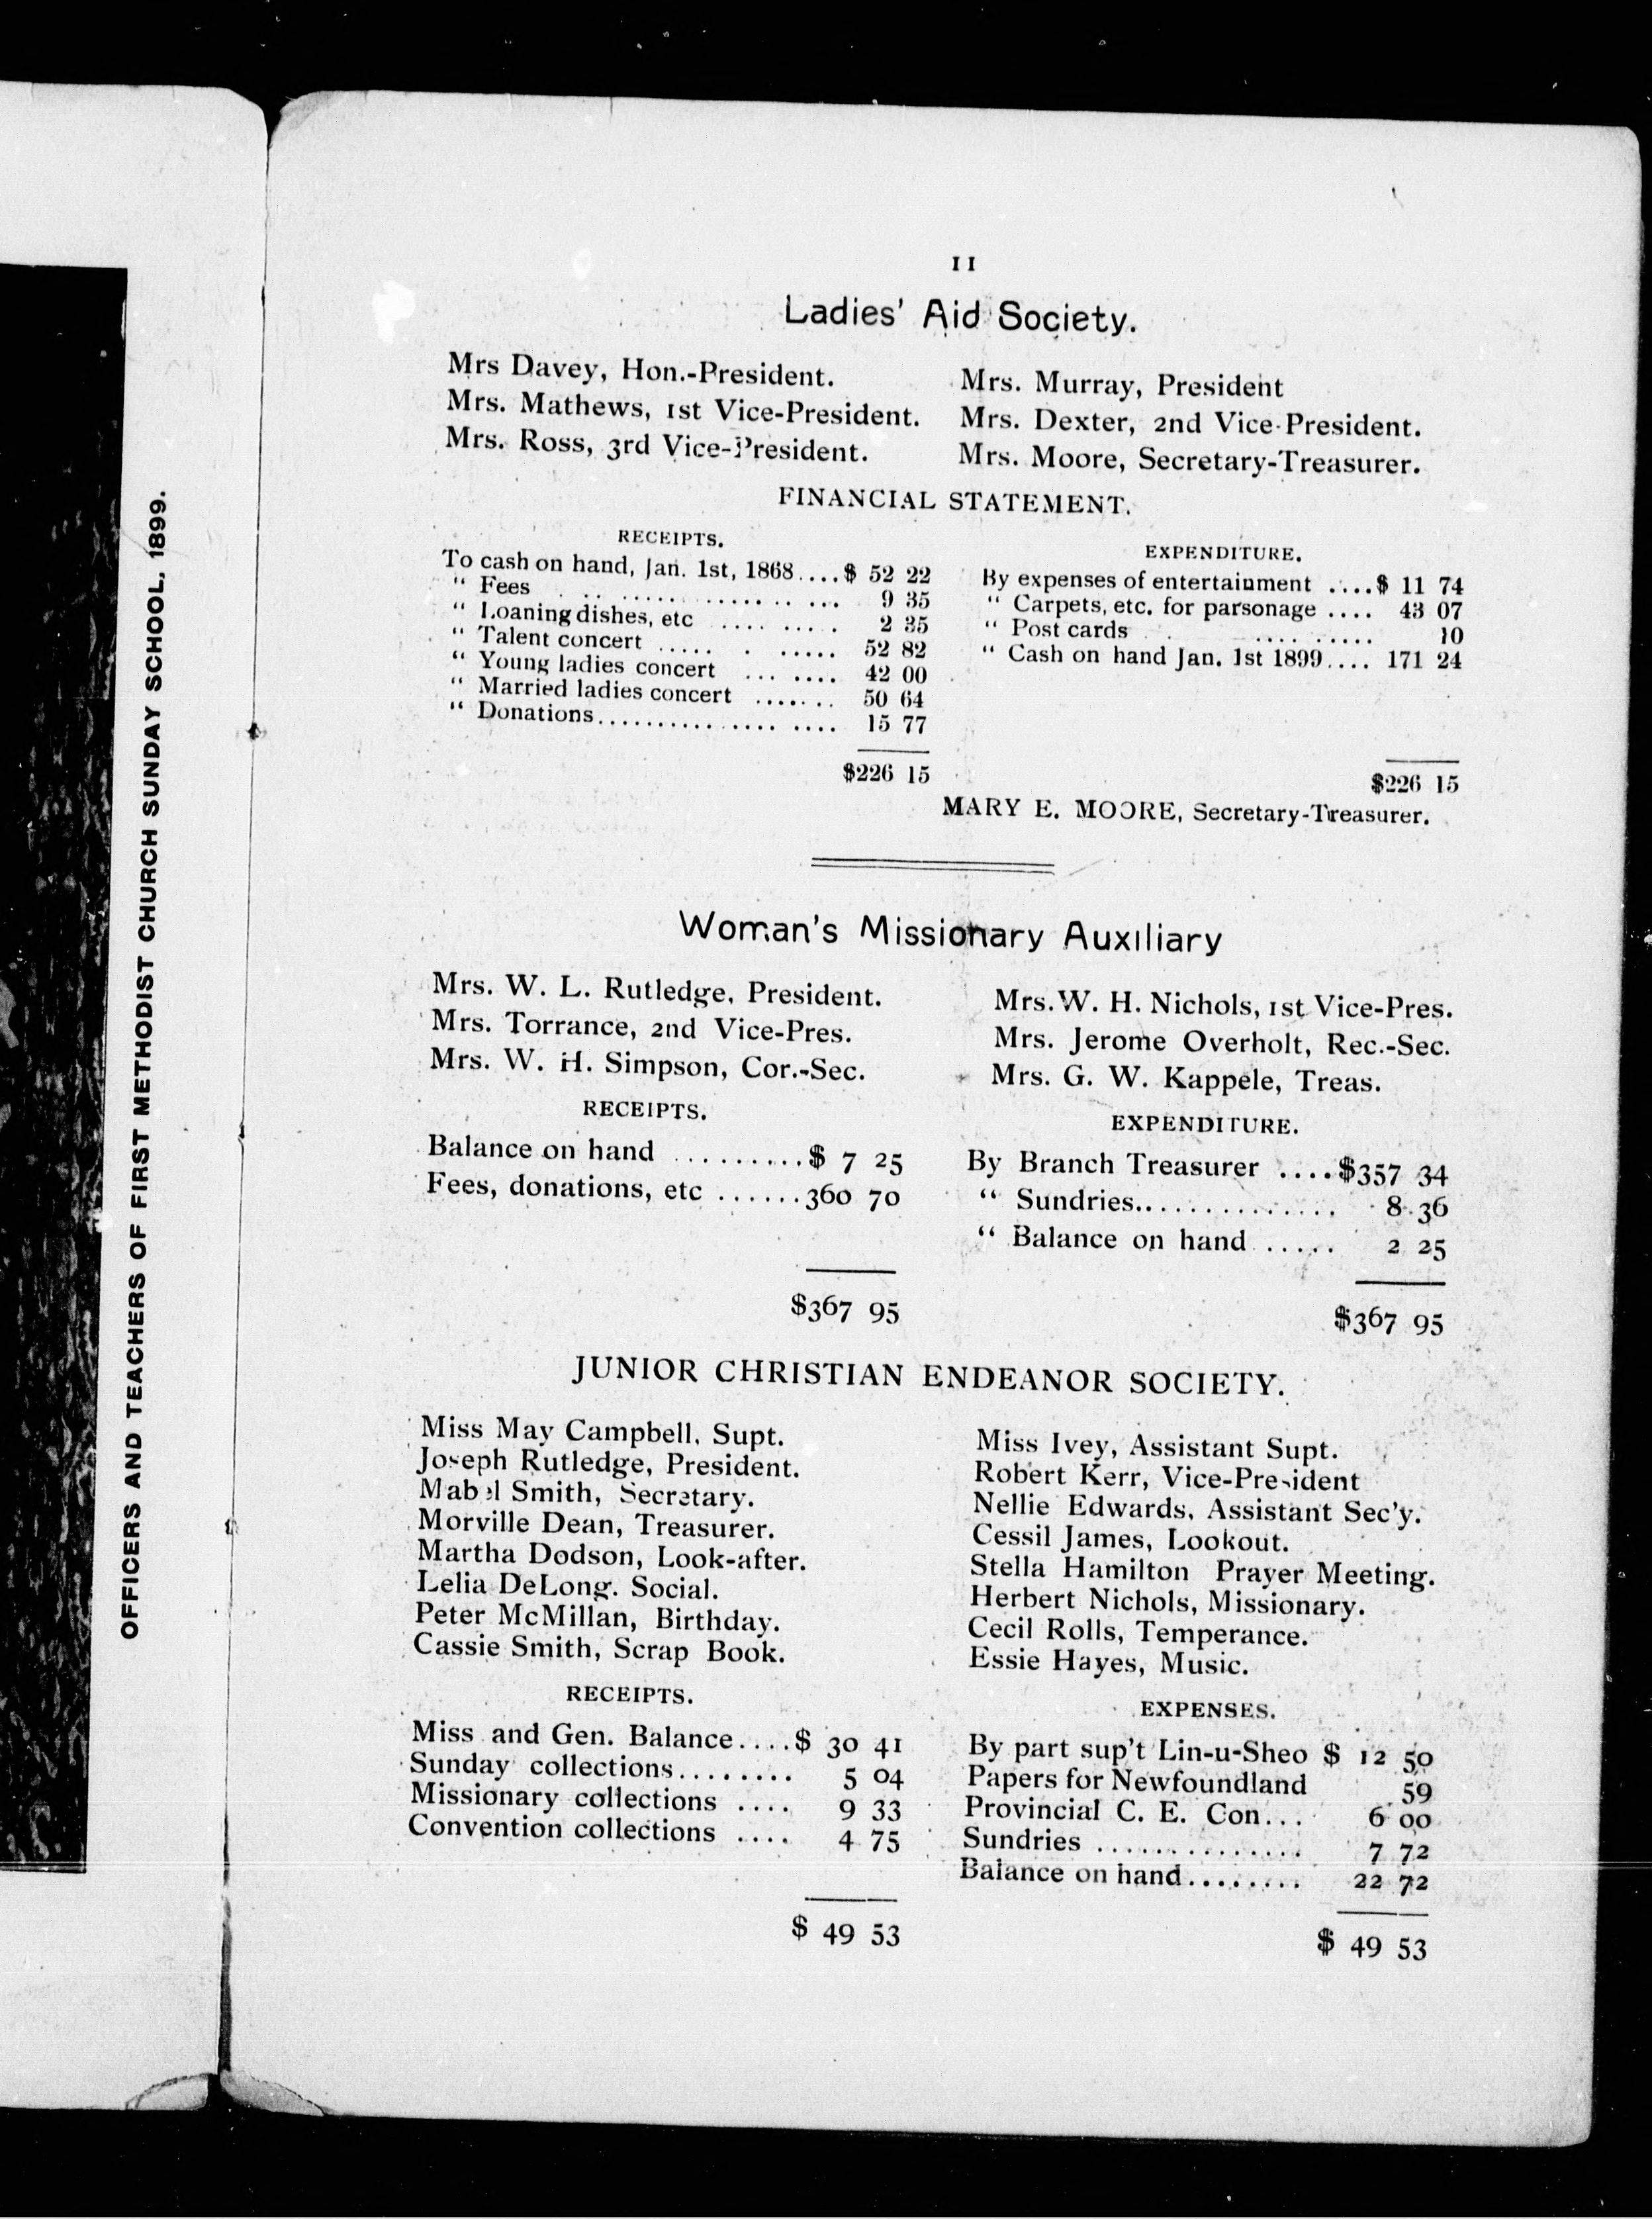 OFFICERS AND TEACHERS OF FIRST METHODIST CHURCH SUNDAY SCHOOL, 1899.
11
Ladies' Aid Society.
Mrs Davey, Hon.-President.
Mrs. Mathews, 1st Vice-President.
Mrs. Ross, 3rd Vice-President.
Mrs. Murray, President
Mrs. Dexter, 2nd Vice-President.
Mrs. Moore, Secretary-Treasurer.
FINANCIAL STATEMENT.
RECEIPTS.
To cash on hand, Jan. 1st, 1868....$ 52 22
" Fees . .. .................. ... 9 35
" Loaning dishes, etc .... ..... 2 35
" Talent concert ..... . ..... 52 82
" Young ladies concert ... .... 42 00
" Married ladies concert ....... 50 64
" Donations................ .... 15 77
$226 15
EXPENDITURE.
By expenses of entertainment ....$ 11 74
" Carpets, etc. for parsonage .... 43 07
" Post cards . .... ..... 10
" Cash on hand Jan. 1st 1899.... 171 24
$226 15
MARY E. MOORE, Secretary-Treasurer.
Woman's Missionary Auxiliary
Mrs. W. L. Rutledge, President.
Mrs. Torrance, 2nd Vice-Pres.
Mrs. W. H. Simpson, Cor.-Sec.
Mrs. W. H. Nichols, 1st Vice-Pres.
Mrs. Jerome Overholt, Rec.-Sec.
Mrs. G. W. Kappele, Treas.
RECEIPTS.
Balance on hand ..........$ 7 25
Fees, donations, etc ......360 70
$367 95
EXPENDITURE.
By Branch Treasurer ....$357 34
" Sundries............... 8 36
" Balance on hand ..... 2 25
$367 95
JUNIOR CHRISTIAN ENDEANOR SOCIETY.
Miss May Campbell, Supt.
Joseph Rutledge, President.
Mabel Smith, Secretary.
Morville Dean, Treasurer.
Martha Dodson, Look-after.
Lelia DeLong. Social.
Peter McMillan, Birthday.
Cassie Smith, Scrap Book.
Miss Ivey, Assistant Supt.
Robert Kerr, Vice-President
Nellie Edwards, Assistant Sec'y.
Cessil James, Lookout.
Stella Hamilton Prayer Meeting.
Herbert Nichols, Missionary.
Cecil Rolls, Temperance.
Essie Hayes, Music.
RECEIPTS.
Miss and Gen. Balance....$ 30 41
Sunday collections........ 5 04
Missionary collections .... 9 33
Convention collections .... 4 75
$ 49 53
EXPENSES.
By part sup't Lin-u-Sheo $ 12 50
Papers for Newfoundland 59
Provincial C. E. Con... 6 00
Sundries .............. 7 72
Balance on hand........ 22 72
$ 49 53